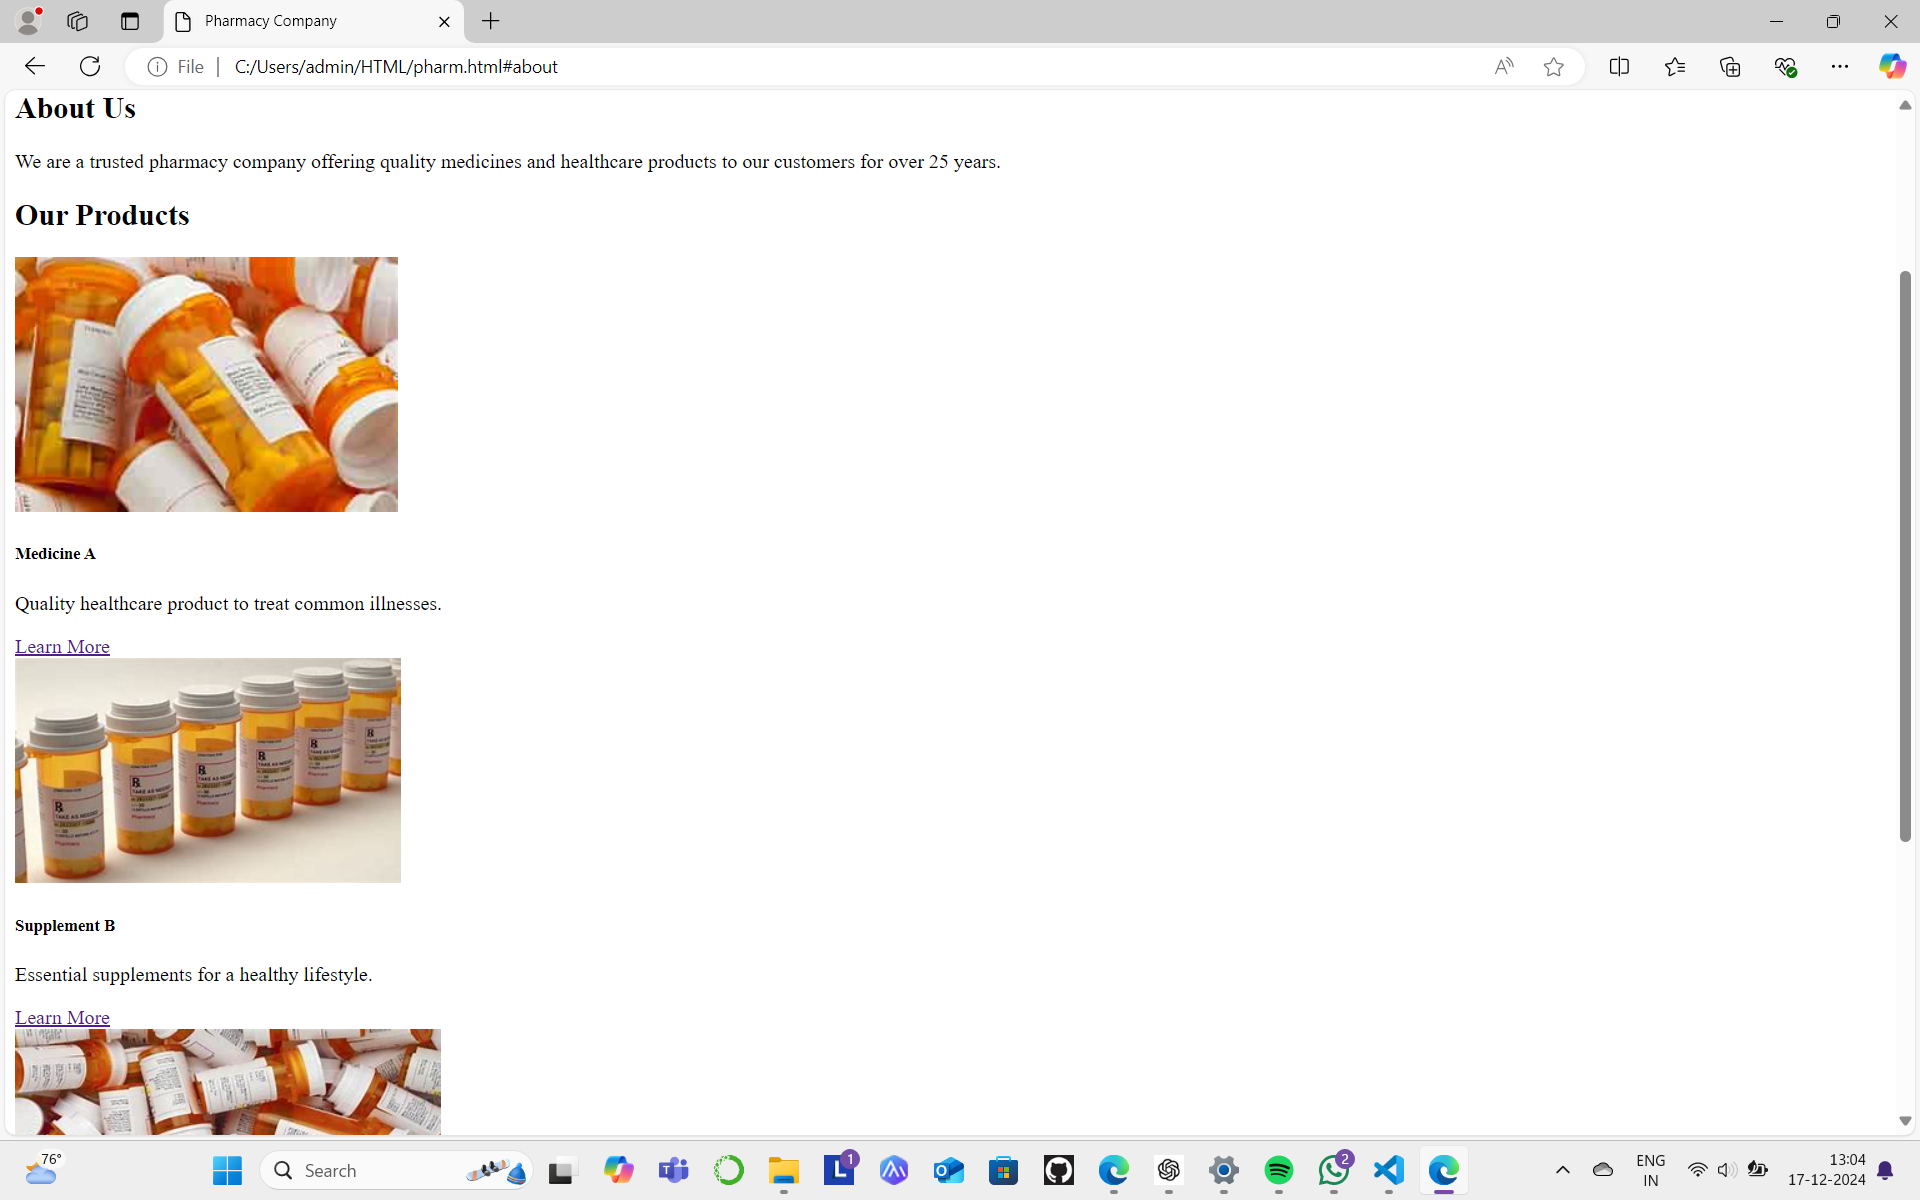 Pharmacy Company
File
C:/Users/admin/HTML/pharm.html#about
About Us
We are a trusted pharmacy company offering quality medicines and healthcare products to our customers for over 25 years.
Our Products
Medicine A
Quality healthcare product to treat common illnesses.
Learn More
Supplement B
Essential supplements for a healthy lifestyle.
Learn More
76°
Search
1
2
ENG
IN
13:04
17-12-2024